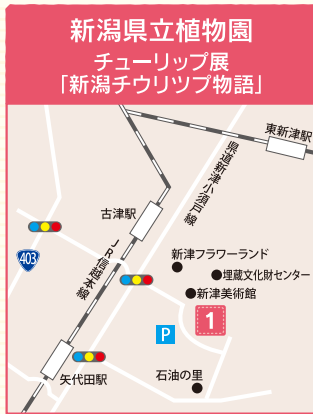 新潟県立植物園
チューリップ展
「新潟チウリップ物語」
東新津駅
県道新津小須戸線
古津駅
JR信越本線
403
新津フラワーランド
埋蔵文化財センター
新津美術館
1
P
矢代田駅
石油の里